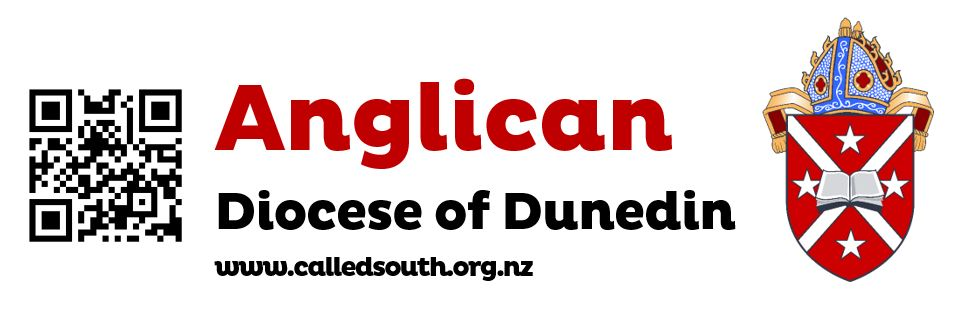 Anglican
Diocese of Dunedin
www.calledsouth.org.nz